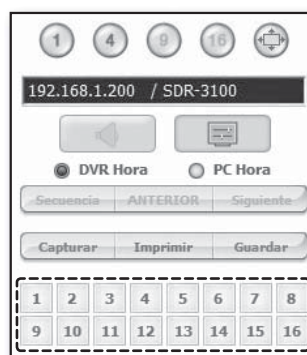 1 4 9 16
192.168.1.200 / SDR-3100
DVR Hora PC Hora
Secuencia ANTERIOR Siguiente
Capturar Imprimir Guardar
1 2 3 4 5 6 7 8
9 10 11 12 13 14 15 16